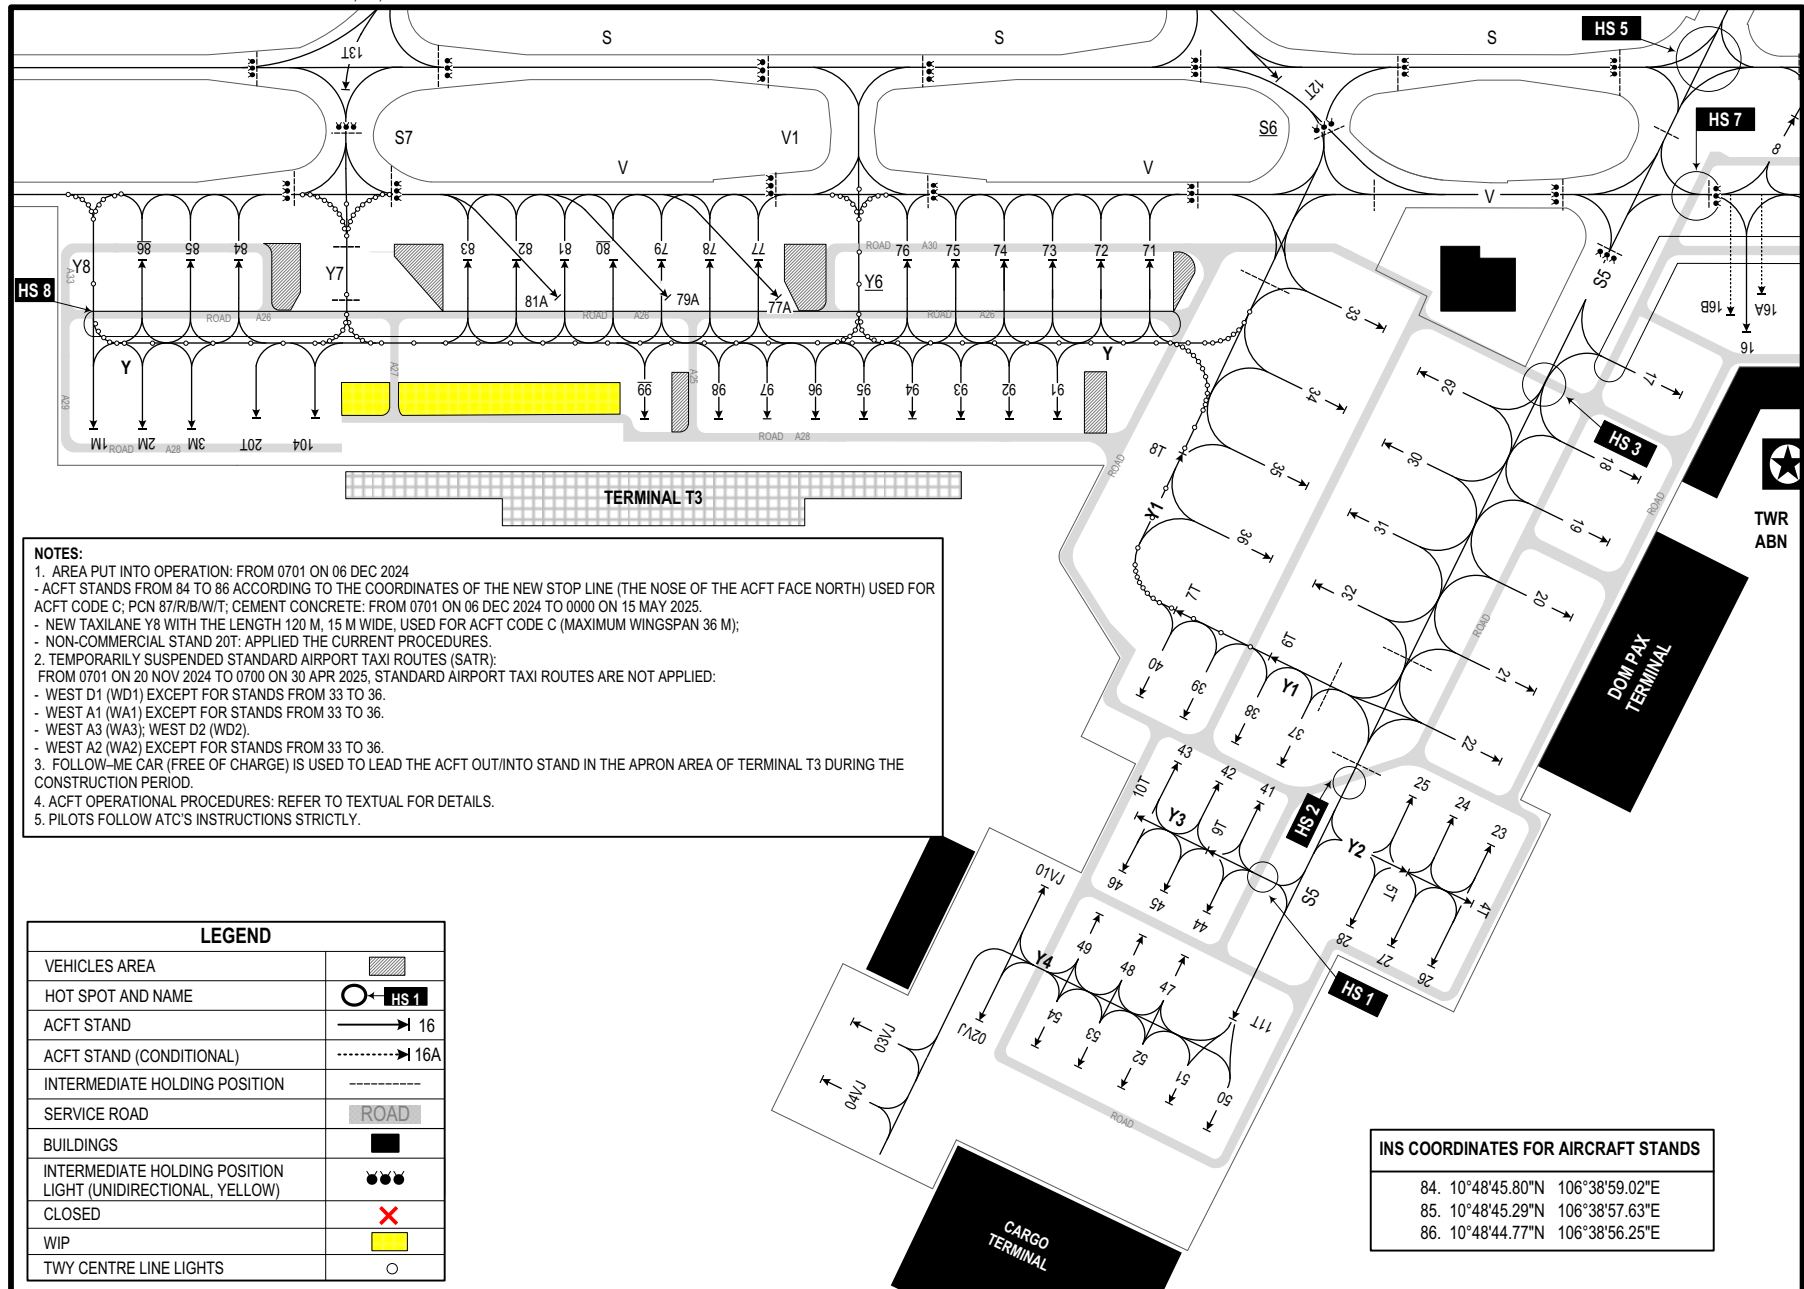 S
S
S
HS 5
13T
12T
HS 7
S7
V1
S6
8
V
V
V
86
85
84
83
82
81
80
79
78
77
76
75
74
73
72
71
ROAD A30
Y8
A33
Y7
Y6
S5
HS 8
81A
79A
77A
16B
16A
16
33
ROAD A26
ROAD A26
ROAD A26
Y
Y
A27
A25
A29
99
98
97
96
95
94
93
92
91
34
29
17
1M
2M
3M
20T
104
ROAD A28
ROAD A28
HS 3
18T
35
30
18
ROAD
ROAD
TERMINAL T3
Y1
36
31
19
TWR
ABN
NOTES:
1. AREA PUT INTO OPERATION: FROM 0701 ON 06 DEC 2024
- ACFT STANDS FROM 84 TO 86 ACCORDING TO THE COORDINATES OF THE NEW STOP LINE (THE NOSE OF THE ACFT FACE NORTH) USED FOR
ACFT CODE C; PCN 87/R/B/W/T; CEMENT CONCRETE: FROM 0701 ON 06 DEC 2024 TO 0000 ON 15 MAY 2025.
- NEW TAXILANE Y8 WITH THE LENGTH 120 M, 15 M WIDE, USED FOR ACFT CODE C (MAXIMUM WINGSPAN 36 M);
- NON-COMMERCIAL STAND 20T: APPLIED THE CURRENT PROCEDURES.
2. TEMPORARILY SUSPENDED STANDARD AIRPORT TAXI ROUTES (SATR):
FROM 0701 ON 20 NOV 2024 TO 0700 ON 30 APR 2025, STANDARD AIRPORT TAXI ROUTES ARE NOT APPLIED:
- WEST D1 (WD1) EXCEPT FOR STANDS FROM 33 TO 36.
- WEST A1 (WA1) EXCEPT FOR STANDS FROM 33 TO 36.
- WEST A3 (WA3); WEST D2 (WD2).
- WEST A2 (WA2) EXCEPT FOR STANDS FROM 33 TO 36.
3. FOLLOW–ME CAR (FREE OF CHARGE) IS USED TO LEAD THE ACFT OUT/INTO STAND IN THE APRON AREA OF TERMINAL T3 DURING THE
CONSTRUCTION PERIOD.
4. ACFT OPERATIONAL PROCEDURES: REFER TO TEXTUAL FOR DETAILS.
5. PILOTS FOLLOW ATC'S INSTRUCTIONS STRICTLY.
7T
32
20
ROAD
19T
40
39
Y1
21
DOM PAX
TERMINAL
38
37
22
43
42
41
10T
Y3
9T
HS 2
25
24
23
Y2
46
45
44
5T
4T
S5
28
27
26
01VJ
Y4
49
48
47
HS 1
02VJ
03VJ
04VJ
54
53
52
51
50
11T
ROAD
CARGO
TERMINAL
LEGEND
VEHICLES AREA
HOT SPOT AND NAME HS 1
ACFT STAND 16
ACFT STAND (CONDITIONAL) 16A
INTERMEDIATE HOLDING POSITION
SERVICE ROAD ROAD
BUILDINGS
INTERMEDIATE HOLDING POSITION
LIGHT (UNIDIRECTIONAL, YELLOW)
CLOSED
WIP
TWY CENTRE LINE LIGHTS
INS COORDINATES FOR AIRCRAFT STANDS
84. 10°48'45.80"N 106°38'59.02"E
85. 10°48'45.29"N 106°38'57.63"E
86. 10°48'44.77"N 106°38'56.25"E